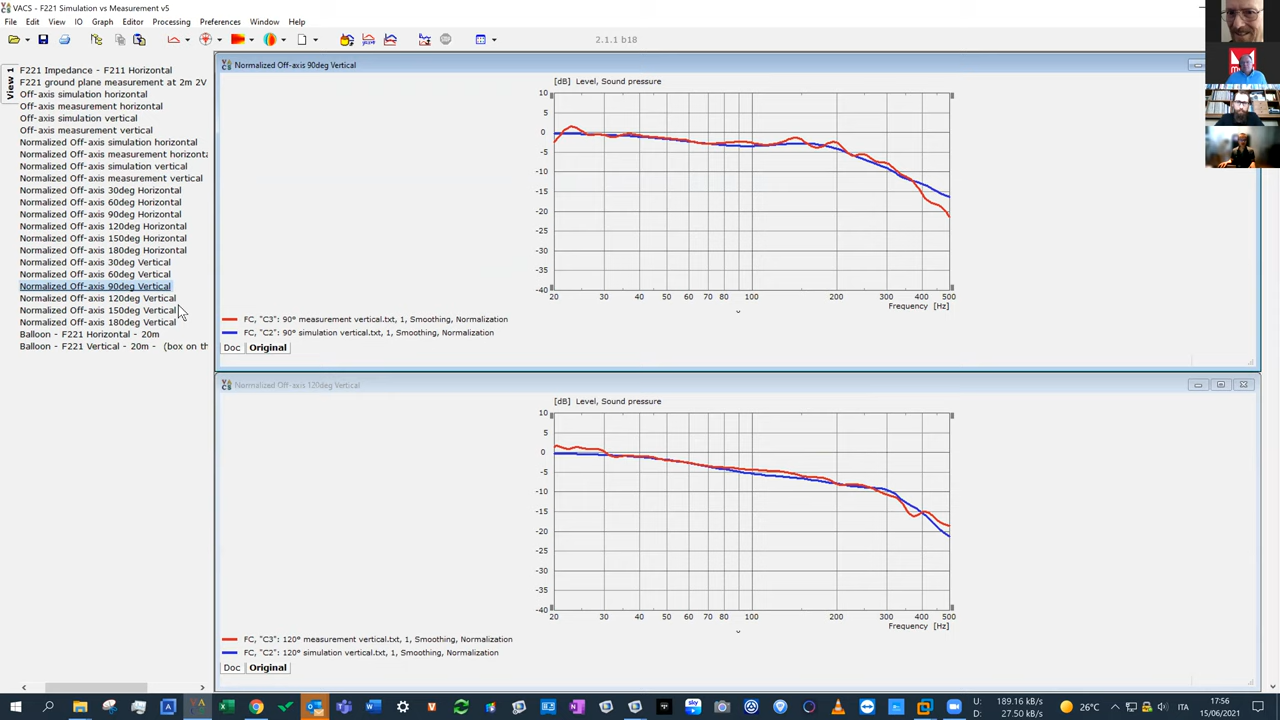 VACS - F221 Simulation vs Measurement v5
File Edit View IO Graph Editor Processing Preferences Window Help
2.1.1 b18
View 1
F221 Impedance - F211 Horizontal
F221 ground plane measurement at 2m 2V
Off-axis simulation horizontal
Off-axis measurement horizontal
Off-axis simulation vertical
Off-axis measurement vertical
Normalized Off-axis simulation horizontal
Normalized Off-axis measurement horizonta
Normalized Off-axis simulation vertical
Normalized Off-axis measurement vertical
Normalized Off-axis 30deg Horizontal
Normalized Off-axis 60deg Horizontal
Normalized Off-axis 90deg Horizontal
Normalized Off-axis 120deg Horizontal
Normalized Off-axis 150deg Horizontal
Normalized Off-axis 180deg Horizontal
Normalized Off-axis 30deg Vertical
Normalized Off-axis 60deg Vertical
Normalized Off-axis 90deg Vertical
Normalized Off-axis 120deg Vertical
Normalized Off-axis 150deg Vertical
Normalized Off-axis 180deg Vertical
Balloon - F221 Horizontal - 20m
Balloon - F221 Vertical - 20m - (box on th
Normalized Off-axis 90deg Vertical
[dB] Level, Sound pressure
10
5
0
-5
-10
-15
-20
-25
-30
-35
-40
20 30 40 50 60 70 80 100 200 300 400 500
Frequency [Hz]
FC, "C3": 90° measurement vertical.txt, 1, Smoothing, Normalization
FC, "C2": 90° simulation vertical.txt, 1, Smoothing, Normalization
Doc Original
Normalized Off-axis 120deg Vertical
[dB] Level, Sound pressure
10
5
0
-5
-10
-15
-20
-25
-30
-35
-40
20 30 40 50 60 70 80 100 200 300 400 500
Frequency [Hz]
FC, "C3": 120° measurement vertical.txt, 1, Smoothing, Normalization
FC, "C2": 120° simulation vertical.txt, 1, Smoothing, Normalization
Doc Original
U: 189.16 kB/s
D: 27.50 kB/s
26°C
ITA
17:56
15/06/2021